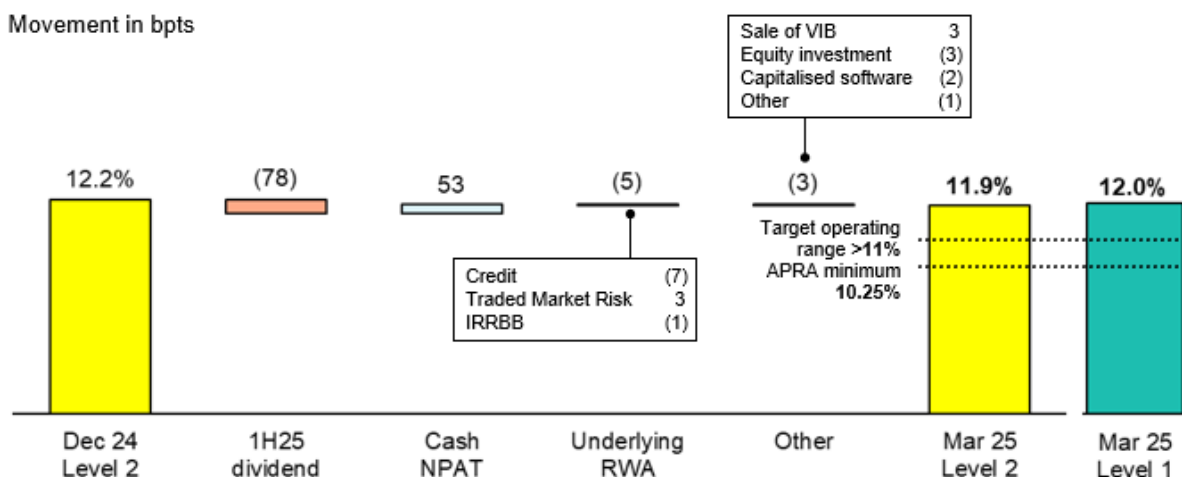 Movement in bpts
Sale of VIB 3
Equity investment (3)
Capitalised software (2)
Other (1)
12.2%
(78)
53
(5)
(3)
11.9%
12.0%
Target operating
range >11%
APRA minimum
10.25%
Credit (7)
Traded Market Risk 3
IRRBB (1)
Dec 24
Level 2
1H25
dividend
Cash
NPAT
Underlying
RWA
Other
Mar 25
Level 2
Mar 25
Level 1